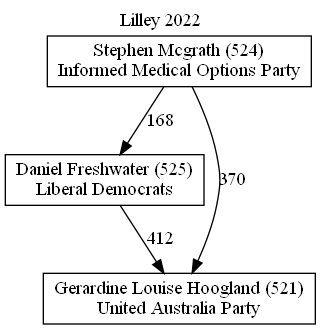 Lilley 2022
Stephen Mcgrath (524)
Informed Medical Options Party
168
Daniel Freshwater (525)
Liberal Democrats
370
412
Gerardine Louise Hoogland (521)
United Australia Party